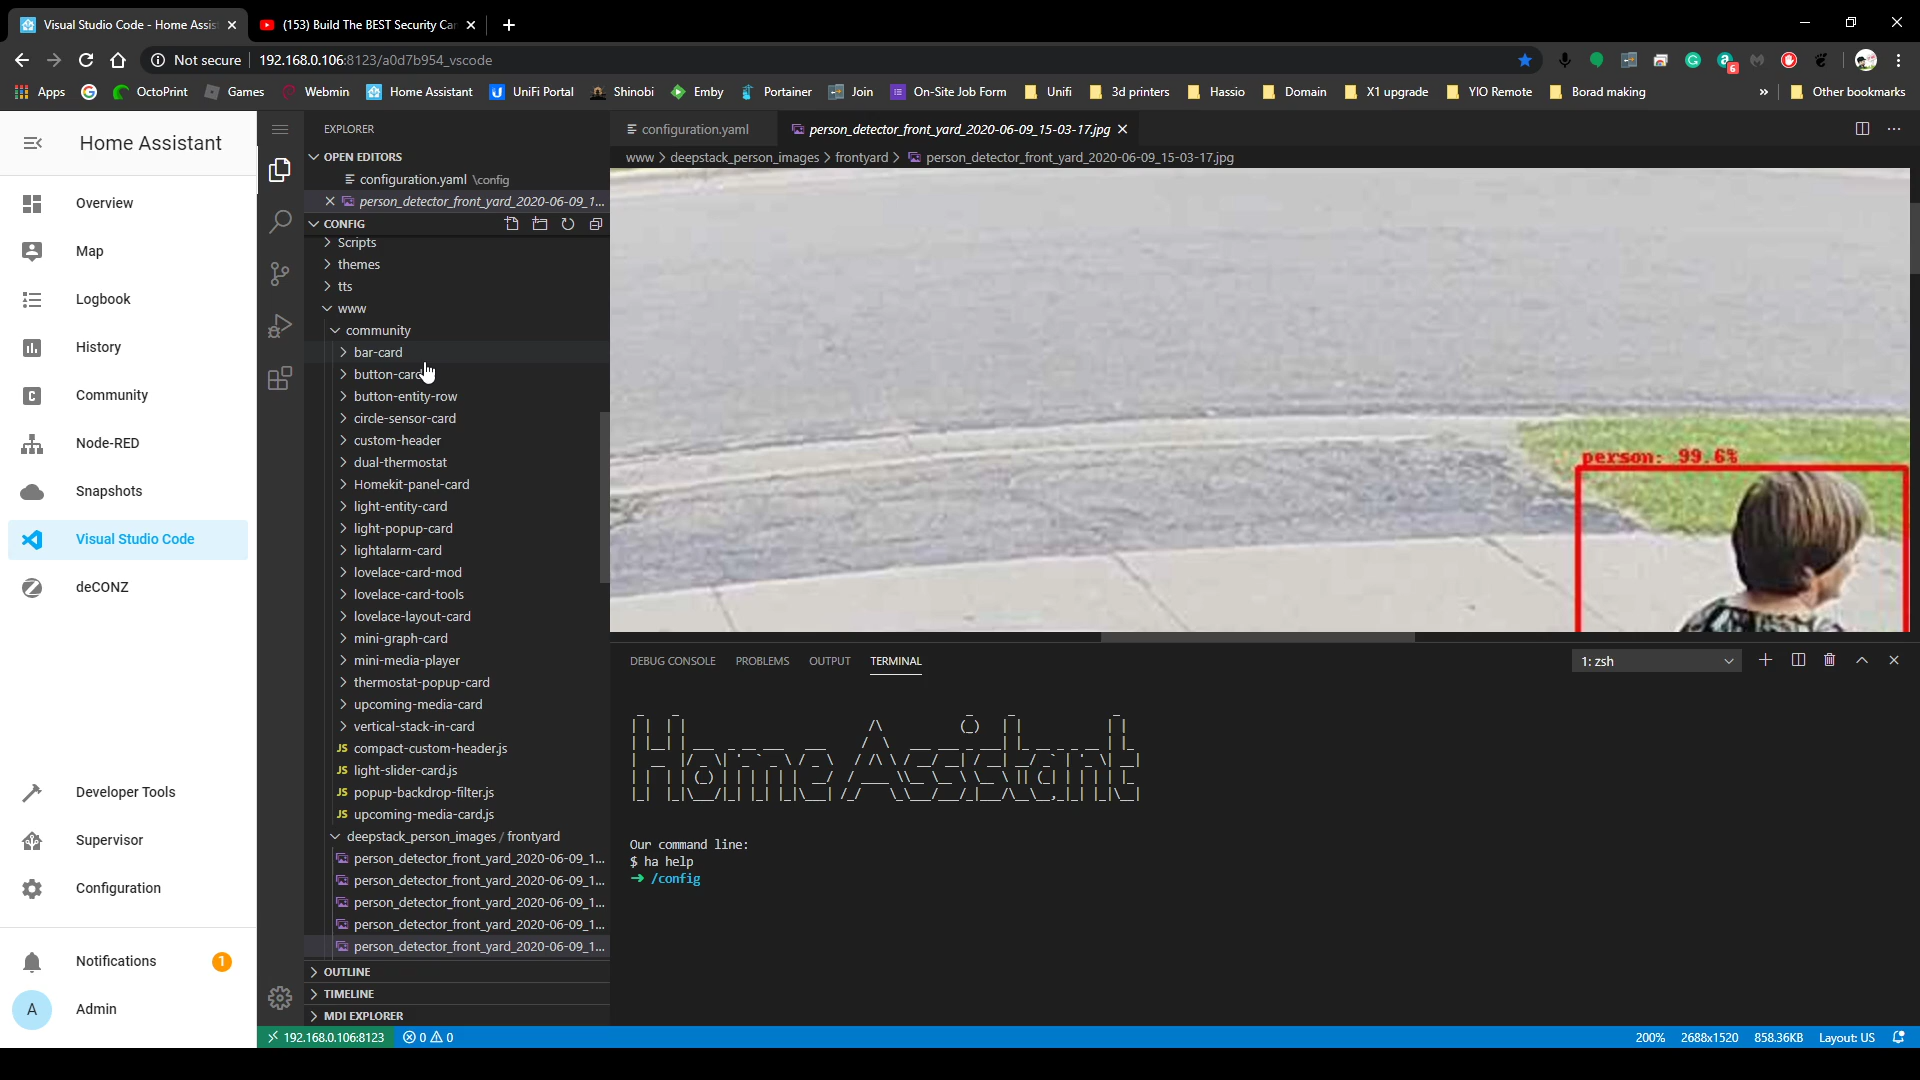 Visual Studio Code - Home Assis
(153) Build The BEST Security Ca
Not secure 192.168.0.106:8123/a0d7b954_vscode
6
Apps OctoPrint Games Webmin Home Assistant UniFi Portal Shinobi Emby Portainer Join On-Site Job Form Unifi 3d printers Hassio Domain X1 upgrade YIO Remote Borad making » Other bookmarks
Home Assistant
Overview
Map
Logbook
History
Community
Node-RED
Snapshots
Visual Studio Code
deCONZ
Developer Tools
Supervisor
Configuration
Notifications 1
A Admin
EXPLORER
OPEN EDITORS
configuration.yaml \config
person_detector_front_yard_2020-06-09_1...
CONFIG
Scripts
themes
tts
www
community
bar-card
button-card
button-entity-row
circle-sensor-card
custom-header
dual-thermostat
Homekit-panel-card
light-entity-card
light-popup-card
lightalarm-card
lovelace-card-mod
lovelace-card-tools
lovelace-layout-card
mini-graph-card
mini-media-player
thermostat-popup-card
upcoming-media-card
vertical-stack-in-card
JS compact-custom-header.js
JS light-slider-card.js
JS popup-backdrop-filter.js
JS upcoming-media-card.js
deepstack_person_images / frontyard
person_detector_front_yard_2020-06-09_1...
person_detector_front_yard_2020-06-09_1...
person_detector_front_yard_2020-06-09_1...
person_detector_front_yard_2020-06-09_1...
person_detector_front_yard_2020-06-09_1...
OUTLINE
TIMELINE
MDI EXPLORER
configuration.yaml
person_detector_front_yard_2020-06-09_15-03-17.jpg
www > deepstack_person_images > frontyard > person_detector_front_yard_2020-06-09_15-03-17.jpg
person: 99.6%
DEBUG CONSOLE PROBLEMS OUTPUT TERMINAL
1: zsh
Home Assistant
Our command line:
$ ha help
➜ /config
192.168.0.106:8123 0 0
200% 2688x1520 858.36KB Layout: US